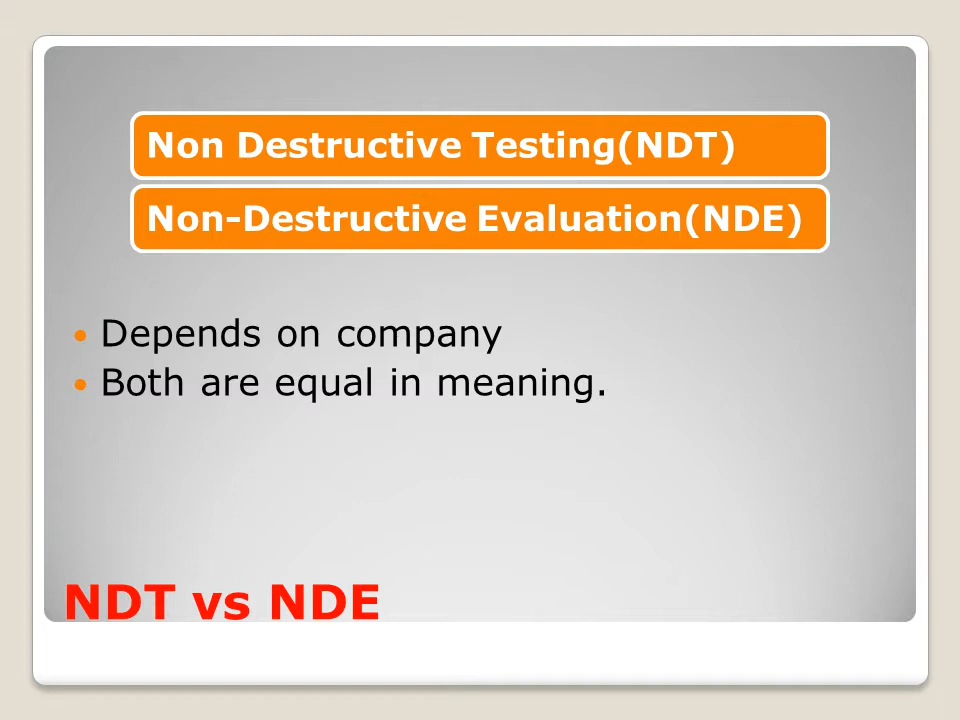 Non Destructive Testing(NDT)
Non-Destructive Evaluation(NDE)
Depends on company
Both are equal in meaning.
NDT vs NDE